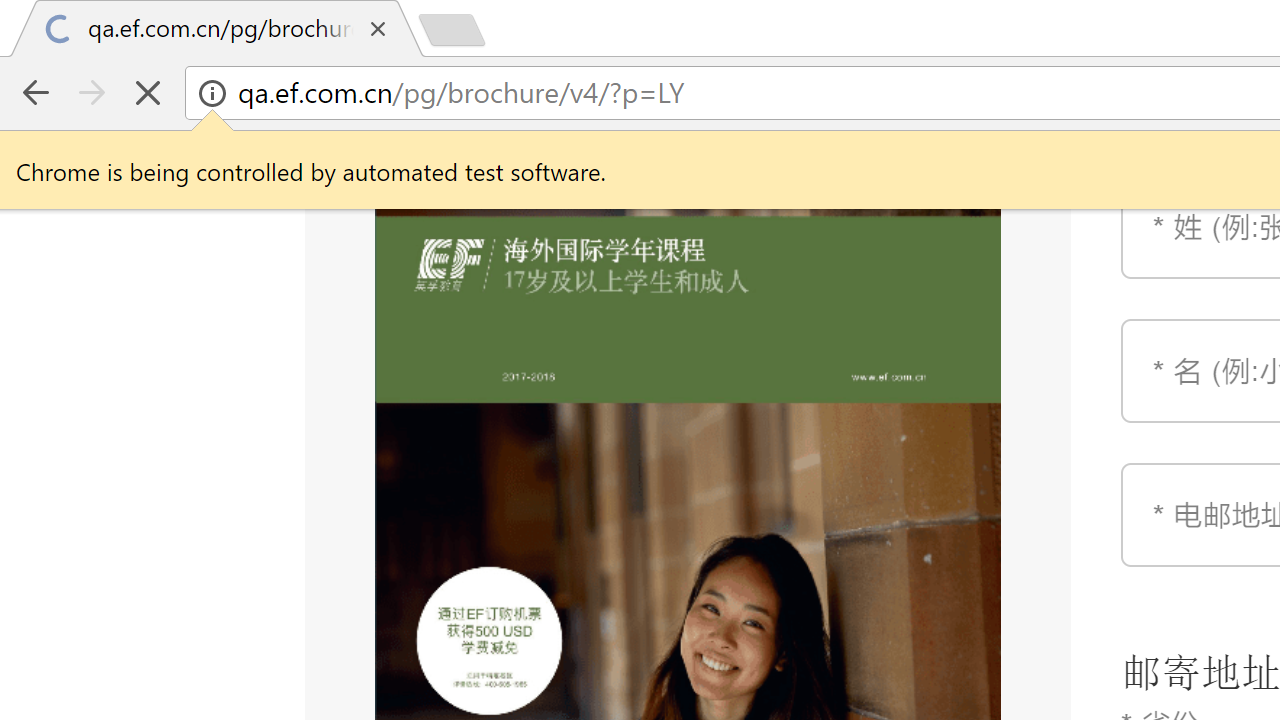 qa.ef.com.cn/pg/brochur
qa.ef.com.cn/pg/brochure/v4/?p=LY
Chrome is being controlled by automated test software.
EF
英孚教育
海外国际学年课程
17岁及以上学生和成人
2017-2018
www.ef.com.cn
* 姓 (例:张
* 名 (例:小
* 电邮地址
通过EF订购机票
获得500 USD
学费减免
邮寄地址
* 省份